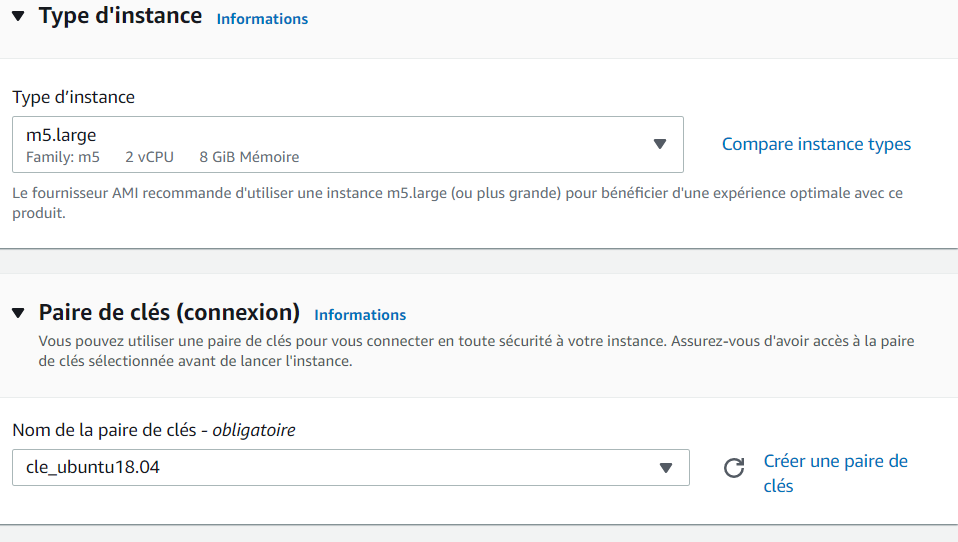 Type d'instance Informations
Type d’instance
m5.large
Family: m5 2 vCPU 8 GiB Mémoire
Compare instance types
Le fournisseur AMI recommande d'utiliser une instance m5.large (ou plus grande) pour bénéficier d'une expérience optimale avec ce
produit.
Paire de clés (connexion) Informations
Vous pouvez utiliser une paire de clés pour vous connecter en toute sécurité à votre instance. Assurez-vous d'avoir accès à la paire
de clés sélectionnée avant de lancer l'instance.
Nom de la paire de clés - obligatoire
cle_ubuntu18.04
Créer une paire de
clés